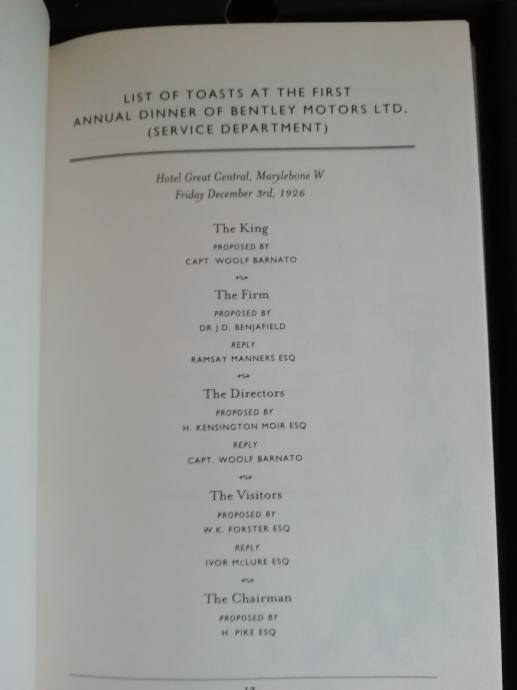 LIST OF TOASTS AT THE FIRST
ANNUAL DINNER OF BENTLEY MOTORS LTD,
(SERVICE DEPARTMENT)
Hotel Great Central, Marylebone W
Friday December 3rd, 1926
The King
PROPOSED BY
CAPT. WOOLF BARNATO
The Firm
PROPOSED BY
DR J.D. BENJAFIELD
REPLY
RAMSAY MANNERS ESQ
The Directors
PROPOSED BY
H. KENSINGTON MOIR ESQ
REPLY
CAPT. WOOLF BARNATO
The Visitors
PROPOSED BY
W.K. FORSTER ESQ
REPLY
IVOR McLURE ESQ
The Chairman
PROPOSED BY
H. PIKE ESQ